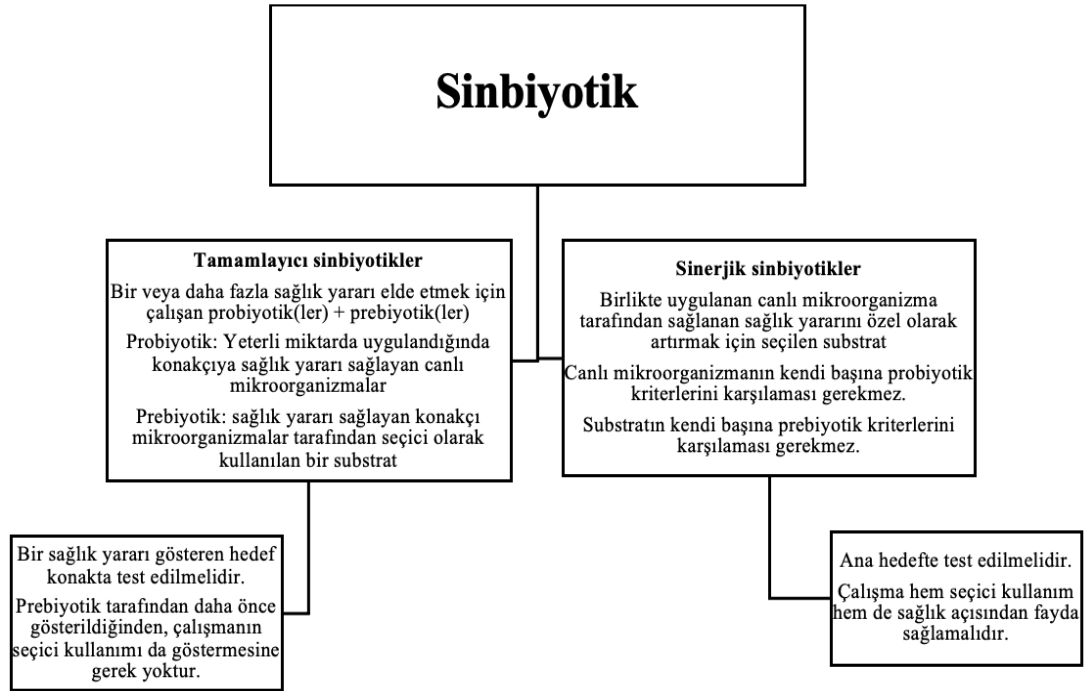 Sinbiyotik
Tamamlayıcı sinbiyotikler
Bir veya daha fazla sağlık yararı elde etmek için
çalışan probiyotik(ler) + prebiyotik(ler)
Probiyotik: Yeterli miktarda uygulandığında
konakçıya sağlık yararı sağlayan canlı
mikroorganizmalar
Prebiyotik: sağlık yararı sağlayan konakçı
mikroorganizmalar tarafından seçici olarak
kullanılan bir substrat
Sinerjik sinbiyotikler
Birlikte uygulanan canlı mikroorganizma
tarafından sağlanan sağlık yararını özel olarak
artırmak için seçilen substrat
Canlı mikroorganizmanın kendi başına probiyotik
kriterlerini karşılaması gerekmez.
Substratın kendi başına prebiyotik kriterlerini
karşılaması gerekmez.
Bir sağlık yararı gösteren hedef
konakta test edilmelidir.
Prebiyotik tarafından daha önce
gösterildiğinden, çalışmanın
seçici kullanımı da göstermesine
gerek yoktur.
Ana hedefte test edilmelidir.
Çalışma hem seçici kullanım
hem de sağlık açısından fayda
sağlamalıdır.